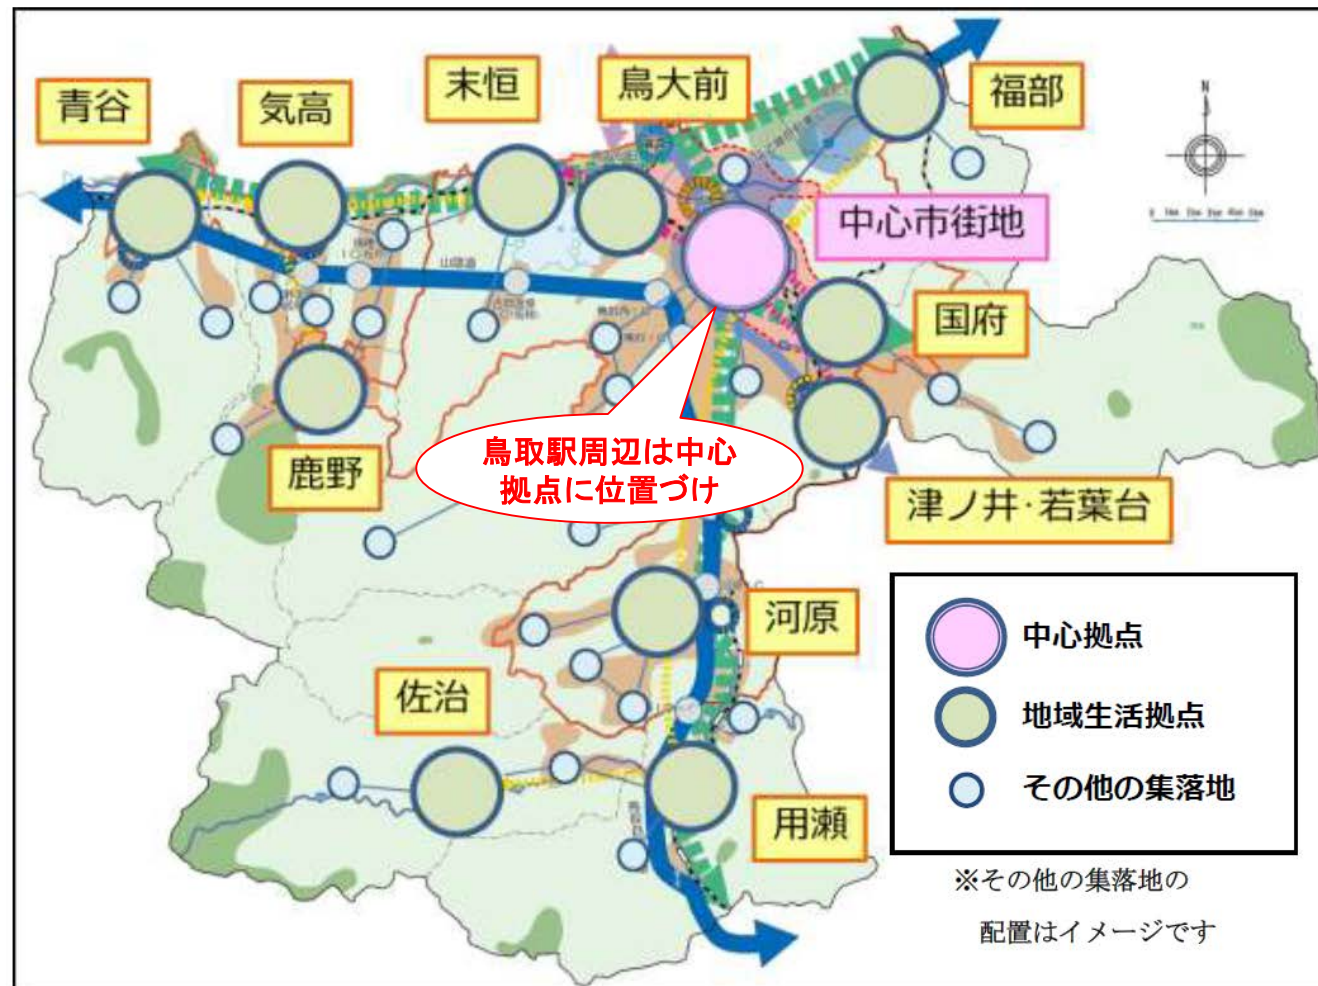 青谷
気高
末恒
鳥大前
福部
N
中心市街地
国府
山陰道
鹿野
鳥取駅周辺は中心
拠点に位置づけ
津ノ井・若葉台
河原
佐治
用瀬
中心拠点
地域生活拠点
その他の集落地
※その他の集落地の
配置はイメージです